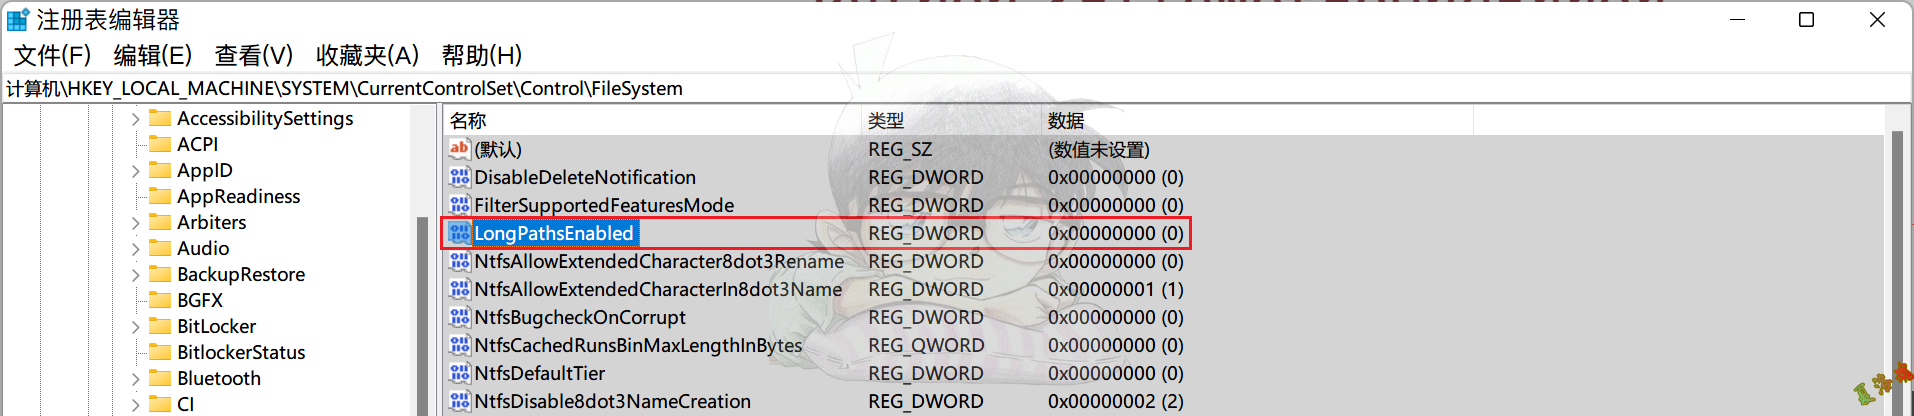 注册表编辑器
文件(F) 编辑(E) 查看(V) 收藏夹(A) 帮助(H)
计算机\HKEY_LOCAL_MACHINE\SYSTEM\CurrentControlSet\Control\FileSystem
AccessibilitySettings
ACPI
AppID
AppReadiness
Arbiters
Audio
BackupRestore
BGFX
BitLocker
BitlockerStatus
Bluetooth
CI
名称 类型 数据
(默认) REG_SZ (数值未设置)
DisableDeleteNotification REG_DWORD 0x00000000 (0)
FilterSupportedFeaturesMode REG_DWORD 0x00000000 (0)
LongPathsEnabled REG_DWORD 0x00000000 (0)
NtfsAllowExtendedCharacter8dot3Rename REG_DWORD 0x00000000 (0)
NtfsAllowExtendedCharacterIn8dot3Name REG_DWORD 0x00000001 (1)
NtfsBugcheckOnCorrupt REG_DWORD 0x00000000 (0)
NtfsCachedRunsBinMaxLengthInBytes REG_QWORD 0x00000000 (0)
NtfsDefaultTier REG_DWORD 0x00000000 (0)
NtfsDisable8dot3NameCreation REG_DWORD 0x00000002 (2)